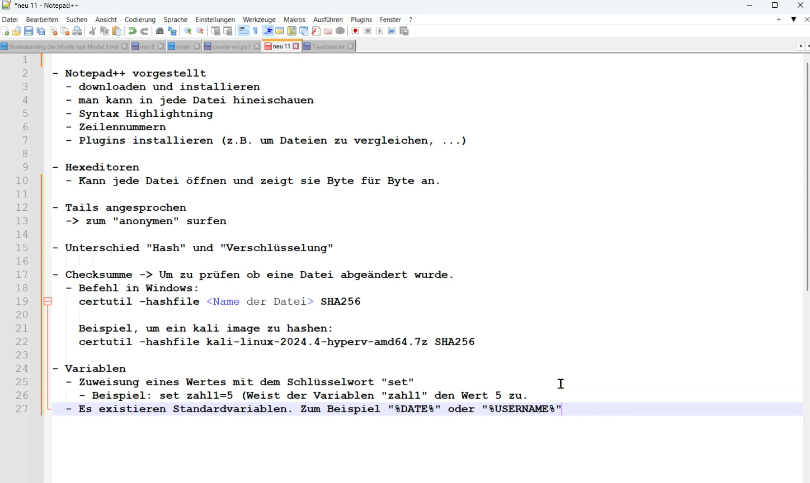 *neu 11 - Notepad++
Datei Bearbeiten Suchen Ansicht Codierung Sprache Einstellungen Werkzeuge Makros Ausführen Plugins Fenster ?
Brainstorming der Inhalte aus Modul 3.md neu 8 hosts create-vm.ps1 neu 11 Textdatei.txt
1
2 - Notepad++ vorgestellt
3 - downloaden und installieren
4 - man kann in jede Datei hineischauen
5 - Syntax Highlightning
6 - Zeilennummern
7 - Plugins installieren (z.B. um Dateien zu vergleichen, ...)
8
9 - Hexeditoren
10 - Kann jede Datei öffnen und zeigt sie Byte für Byte an.
11
12 - Tails angesprochen
13 -> zum "anonymen" surfen
14
15 - Unterschied "Hash" und "Verschlüsselung"
16
17 - Checksumme -> Um zu prüfen ob eine Datei abgeändert wurde.
18 - Befehl in Windows:
19 certutil -hashfile <Name der Datei> SHA256
20
21 Beispiel, um ein kali image zu hashen:
22 certutil -hashfile kali-linux-2024.4-hyperv-amd64.7z SHA256
23
24 - Variablen
25 - Zuweisung eines Wertes mit dem Schlüsselwort "set"
26 - Beispiel: set zahl1=5 (Weist der Variablen "zahl1" den Wert 5 zu.
27 - Es existieren Standardvariablen. Zum Beispiel "%DATE%" oder "%USERNAME%"